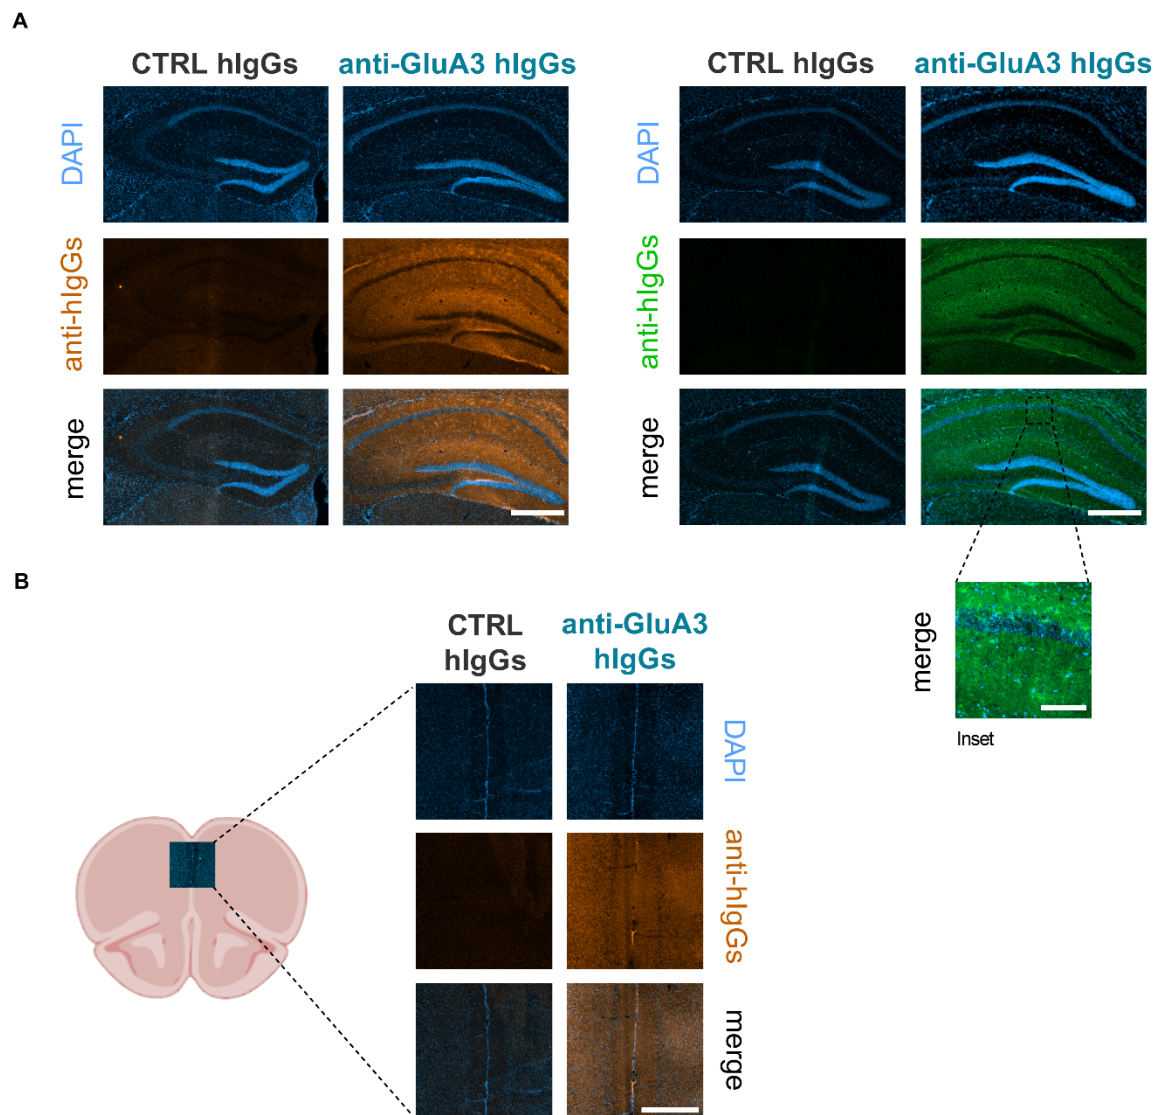 A
CTRL hIgGs
anti-GluA3 hIgGs
CTRL hIgGs
anti-GluA3 hIgGs
DAPI
anti-hIgGs
merge
DAPI
anti-hIgGs
merge
merge
Inset
B
CTRL
hIgGs
anti-GluA3
hIgGs
DAPI
anti-hIgGs
merge